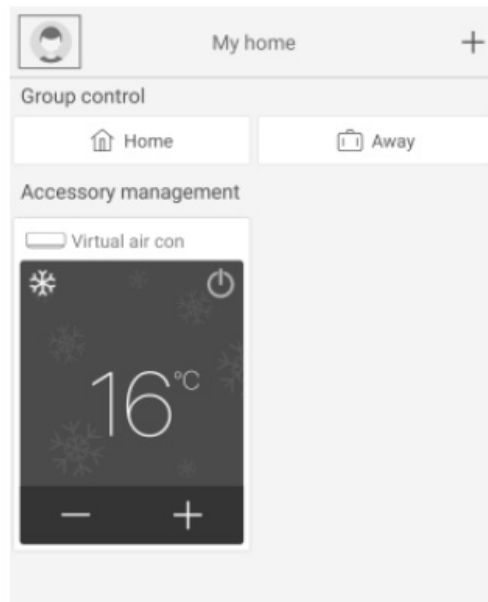 My home +
Group control
Home
Away
Accessory management
Virtual air con
16°C
− +